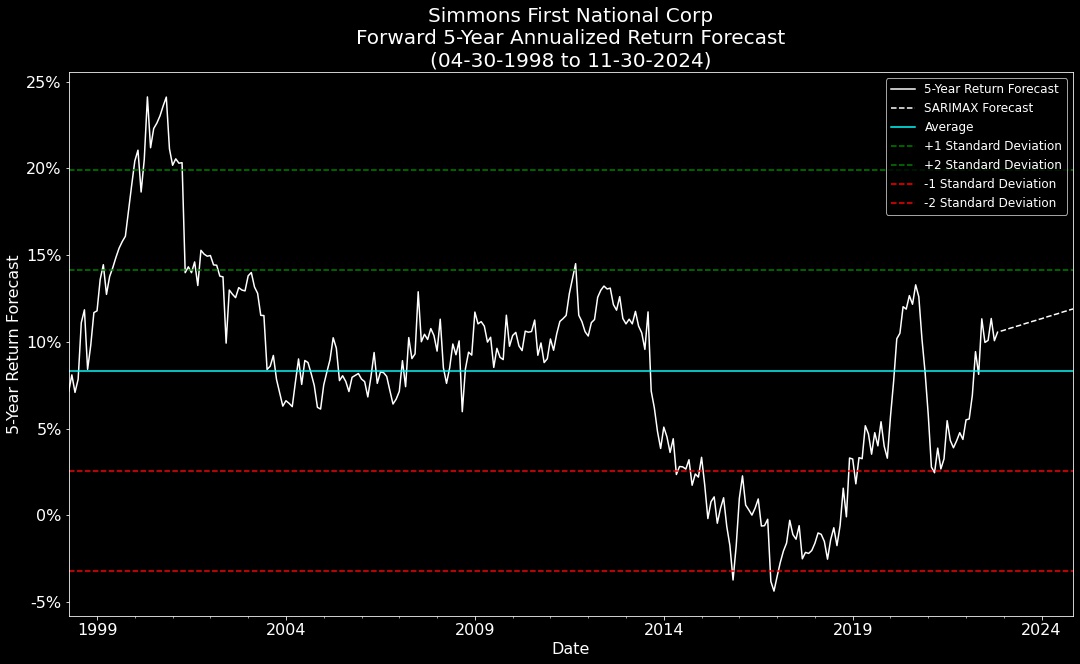 Simmons First National Corp
Forward 5-Year Annualized Return Forecast
(04-30-1998 to 11-30-2024)
25%
20%
15%
10%
5%
0%
-5%
5-Year Return Forecast
5-Year Return Forecast
SARIMAX Forecast
Average
+1 Standard Deviation
+2 Standard Deviation
-1 Standard Deviation
-2 Standard Deviation
1999
2004
2009
2014
2019
2024
Date